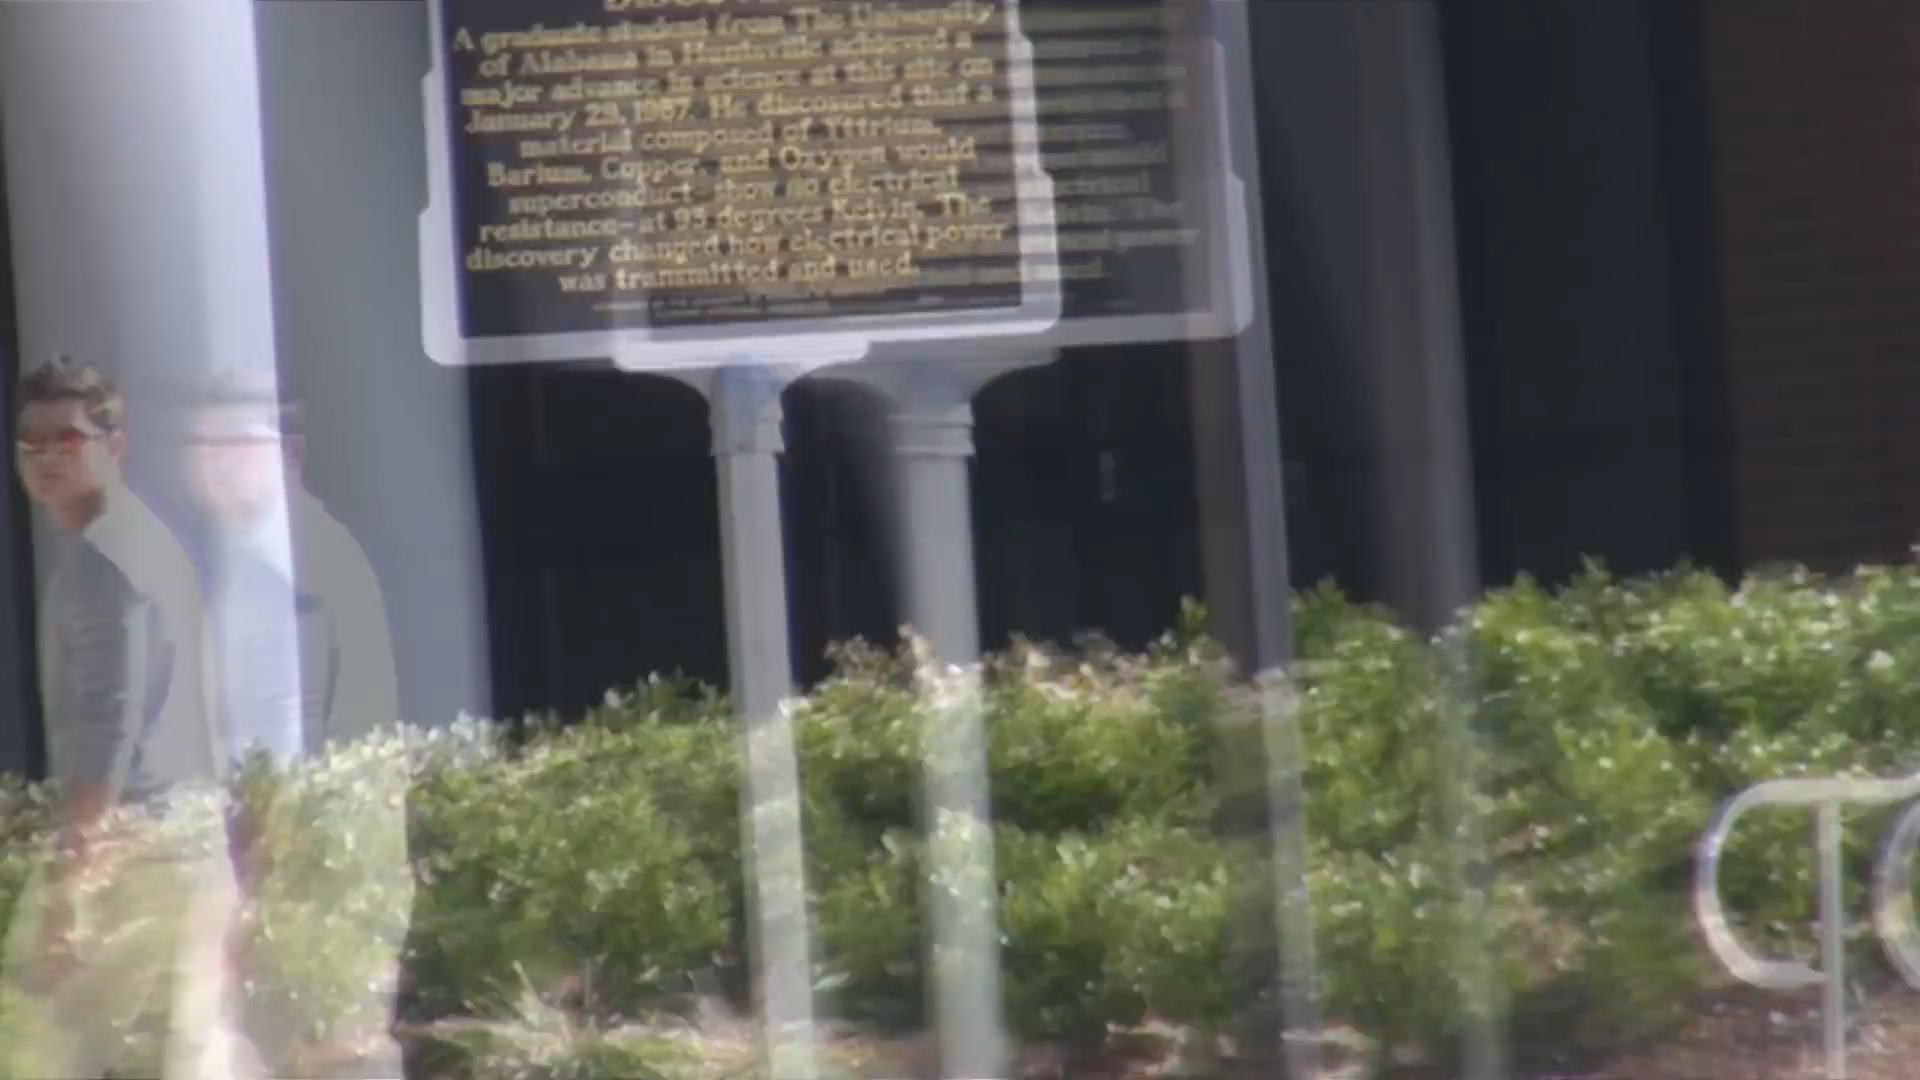 A graduate student from The University
of Alabama in Huntsville achieved a
major advance in science at this site on
January 29, 1987. He discovered that a
material composed of Yttrium,
Barium, Copper, and Oxygen would
superconduct-show no electrical
resistance-at 93 degrees Kelvin. The
discovery changed how electrical power
was transmitted and used.